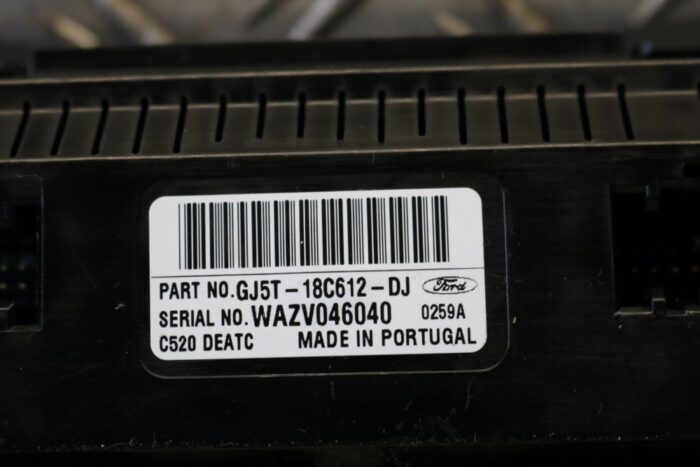 PART NO.GJ5T-18C612-DJ Ford
SERIAL NO.WAZV046040 0259A
C520 DEATC MADE IN PORTUGAL